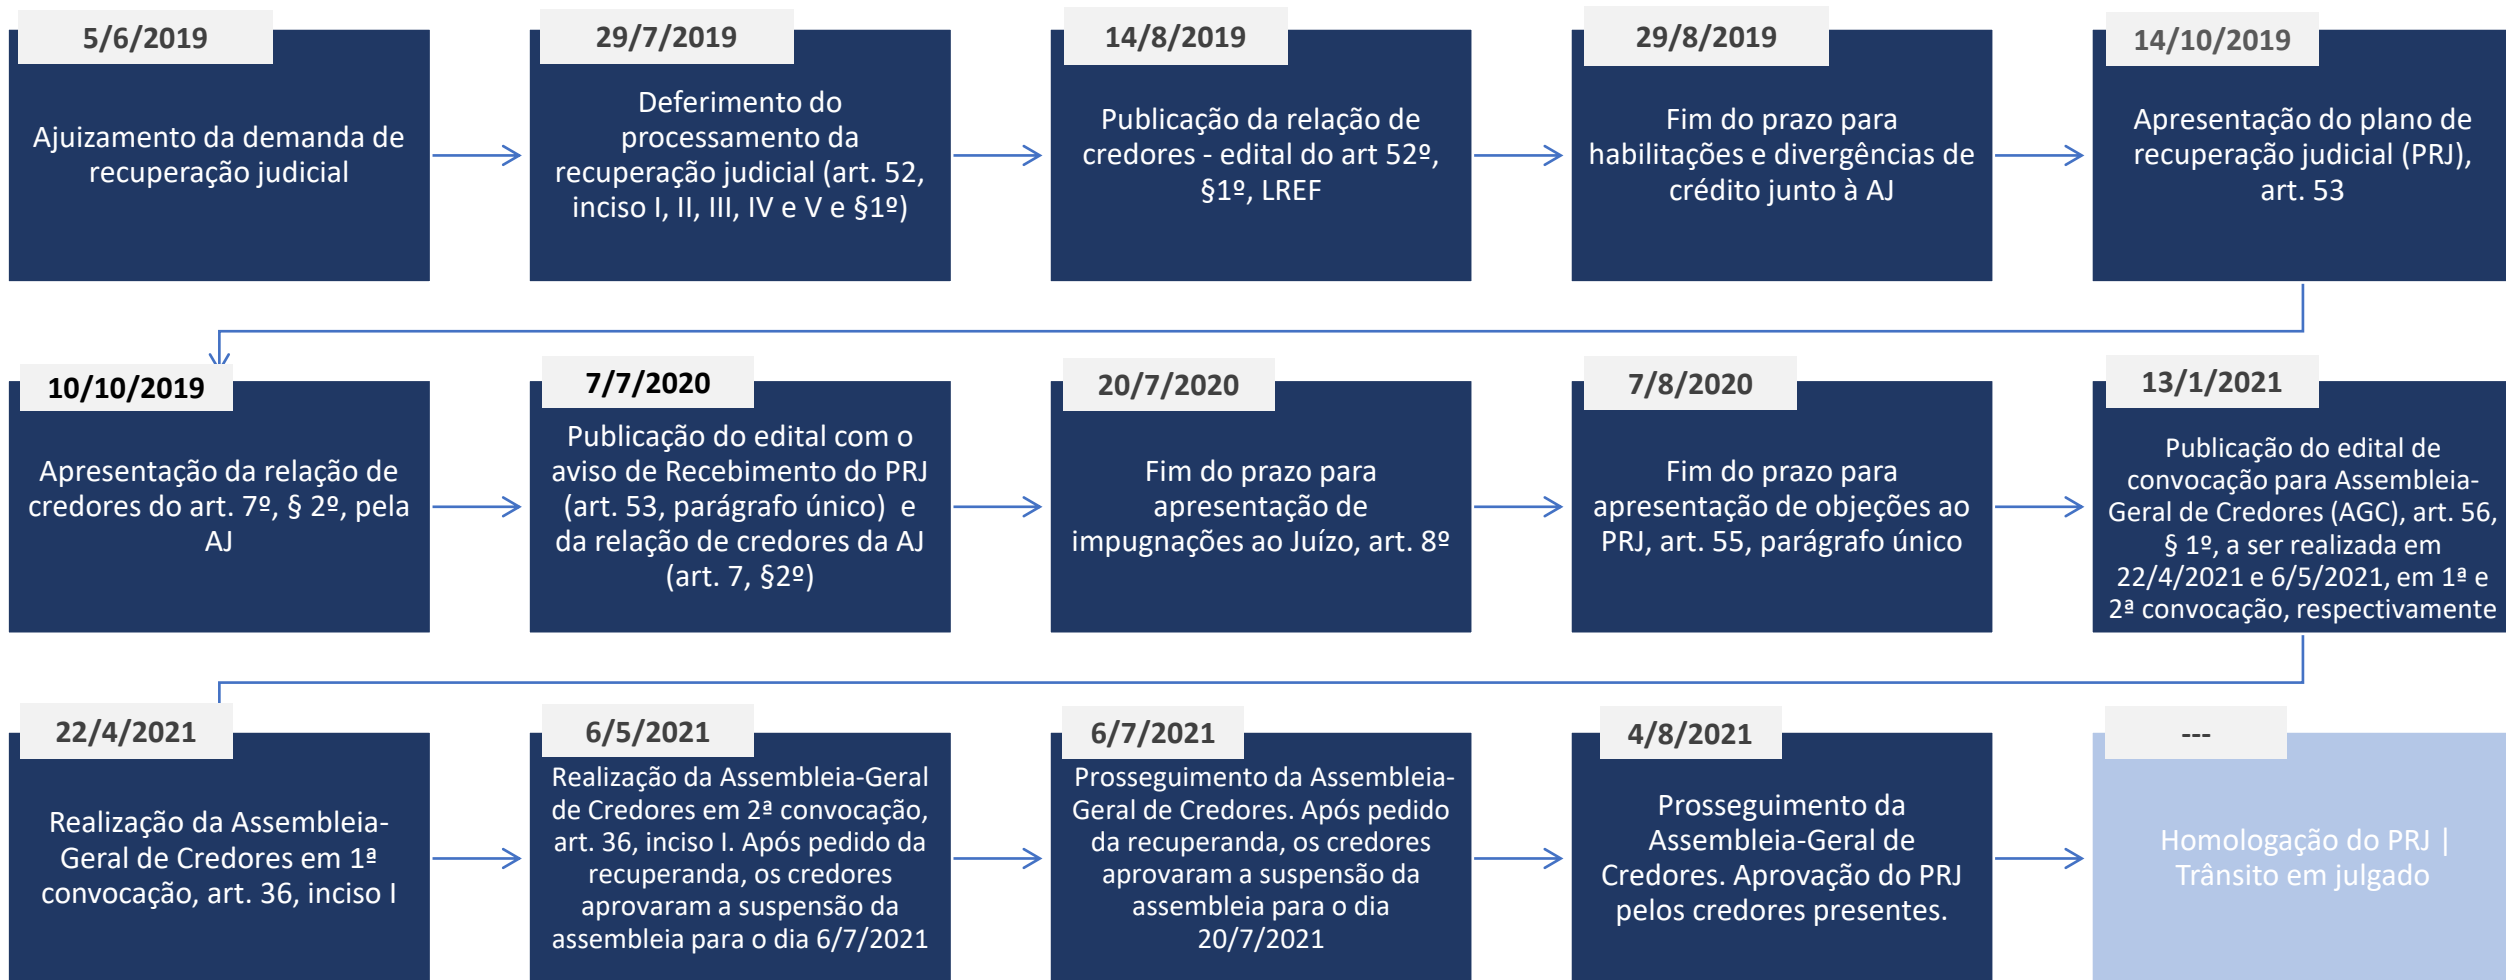 5/6/2019
Ajuizamento da demanda de
recuperação judicial
29/7/2019
Deferimento do
processamento da
recuperação judicial (art. 52,
inciso I, II, III, IV e V e §1º)
14/8/2019
Publicação da relação de
credores - edital do art 52º,
§1º, LREF
29/8/2019
Fim do prazo para
habilitações e divergências de
crédito junto à AJ
14/10/2019
Apresentação do plano de
recuperação judicial (PRJ),
art. 53
10/10/2019
Apresentação da relação de
credores do art. 7º, § 2º, pela
AJ
7/7/2020
Publicação do edital com o
aviso de Recebimento do PRJ
(art. 53, parágrafo único) e
da relação de credores da AJ
(art. 7, §2º)
20/7/2020
Fim do prazo para
apresentação de
impugnações ao Juízo, art. 8º
7/8/2020
Fim do prazo para
apresentação de objeções ao
PRJ, art. 55, parágrafo único
13/1/2021
Publicação do edital de
convocação para Assembleia-
Geral de Credores (AGC), art. 56,
§ 1º, a ser realizada em
22/4/2021 e 6/5/2021, em 1ª e
2ª convocação, respectivamente
22/4/2021
Realização da Assembleia-
Geral de Credores em 1ª
convocação, art. 36, inciso I
6/5/2021
Realização da Assembleia-Geral
de Credores em 2ª convocação,
art. 36, inciso I. Após pedido da
recuperanda, os credores
aprovaram a suspensão da
assembleia para o dia 6/7/2021
6/7/2021
Prosseguimento da Assembleia-
Geral de Credores. Após pedido
da recuperanda, os credores
aprovaram a suspensão da
assembleia para o dia
20/7/2021
4/8/2021
Prosseguimento da
Assembleia-Geral de
Credores. Aprovação do PRJ
pelos credores presentes.
---
Homologação do PRJ |
Trânsito em julgado